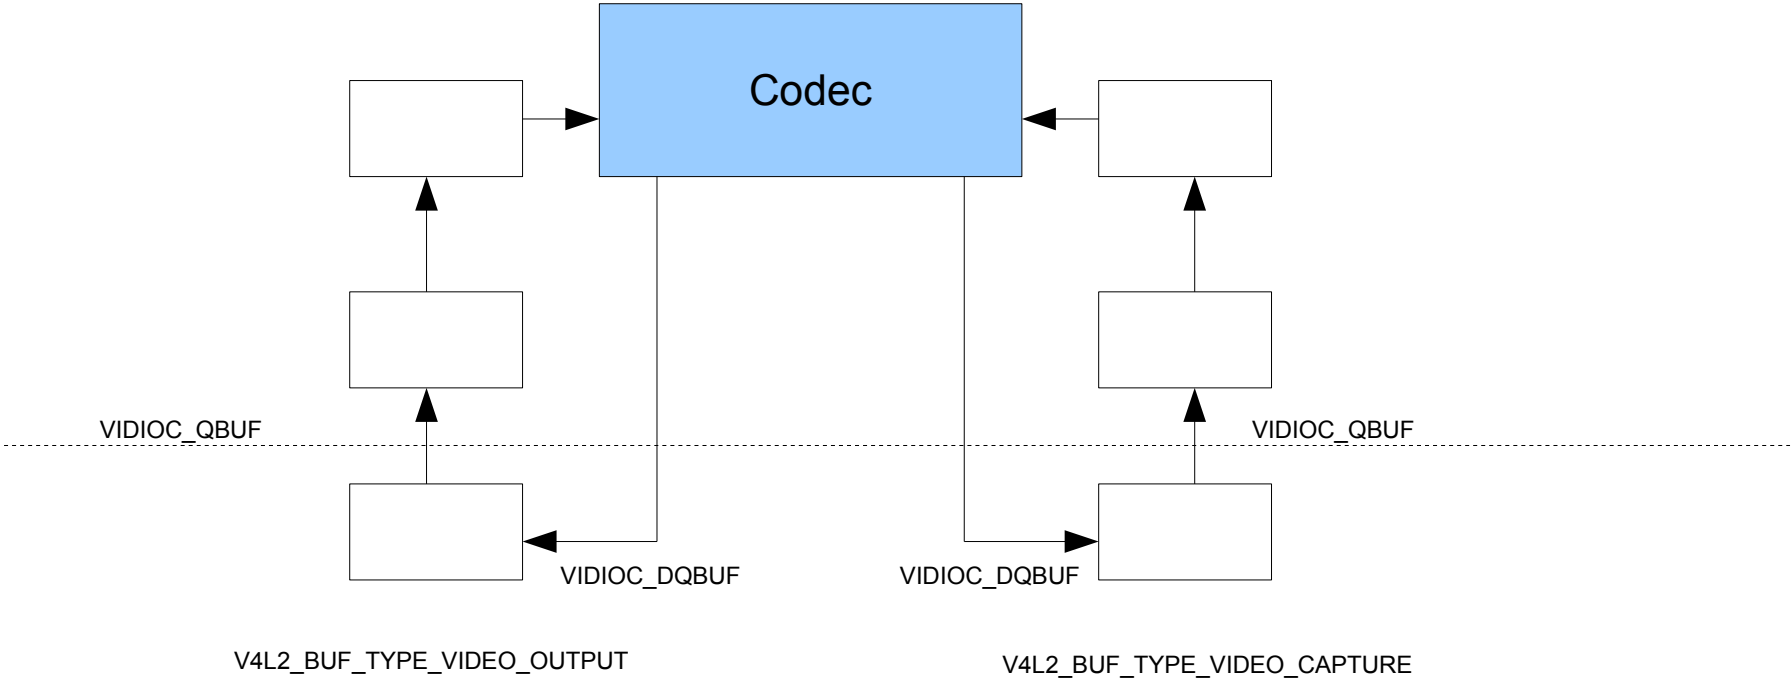 Codec
VIDIOC_QBUF
VIDIOC_QBUF
VIDIOC_DQBUF
VIDIOC_DQBUF
V4L2_BUF_TYPE_VIDEO_OUTPUT
V4L2_BUF_TYPE_VIDEO_CAPTURE